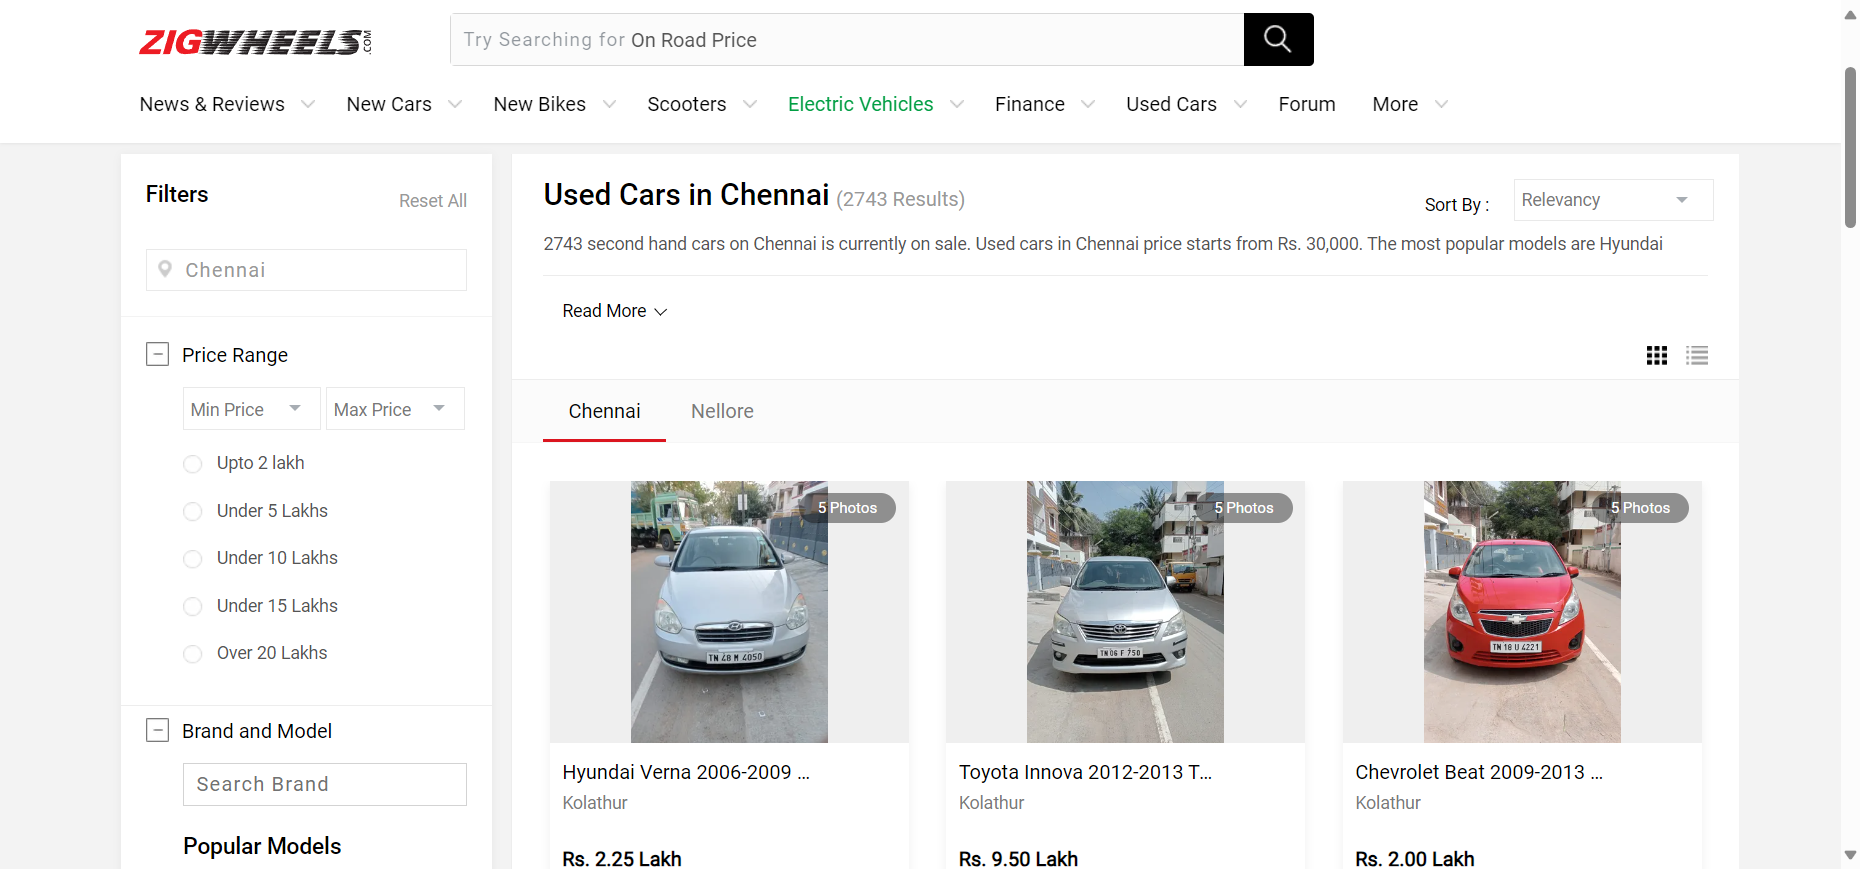 ZIGWHEELS.COM
Try Searching for On Road Price
News & Reviews New Cars New Bikes Scooters Electric Vehicles Finance Used Cars Forum More
Filters
Reset All
Chennai
Price Range
Min Price Max Price
Upto 2 lakh
Under 5 Lakhs
Under 10 Lakhs
Under 15 Lakhs
Over 20 Lakhs
Brand and Model
Search Brand
Popular Models
Used Cars in Chennai (2743 Results)
Sort By : Relevancy
2743 second hand cars on Chennai is currently on sale. Used cars in Chennai price starts from Rs. 30,000. The most popular models are Hyundai
Read More
Chennai Nellore
5 Photos
TN 48 M 4050
Hyundai Verna 2006-2009 ...
Kolathur
Rs. 2.25 Lakh
5 Photos
TN 06 F 750
Toyota Innova 2012-2013 T...
Kolathur
Rs. 9.50 Lakh
5 Photos
TN 18 U 4221
Chevrolet Beat 2009-2013 ...
Kolathur
Rs. 2.00 Lakh